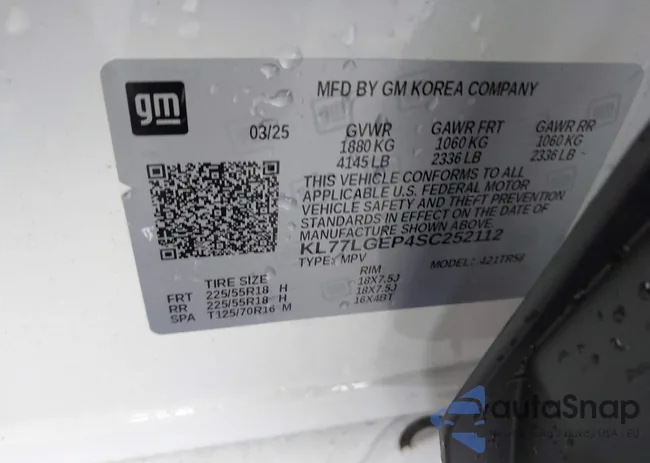 gm
MFD BY GM KOREA COMPANY
03/25 GVWR GAWR FRT GAWR RR
1880 KG 1060 KG 1060 KG
4145 LB 2336 LB 2336 LB
THIS VEHICLE CONFORMS TO ALL
APPLICABLE U.S. FEDERAL MOTOR
VEHICLE SAFETY AND THEFT PREVENTION
STANDARDS IN EFFECT ON THE DATE OF
MANUFACTURE SHOWN ABOVE.
KL77LGEP4SC252112
TYPE: MPV MODEL: 421TR58
TIRE SIZE RIM
FRT 225/55R18 H 18X7.5J
RR 225/55R18 H 18X7.5J
SPA T125/70R16 M 16X4BT
yautaSnap